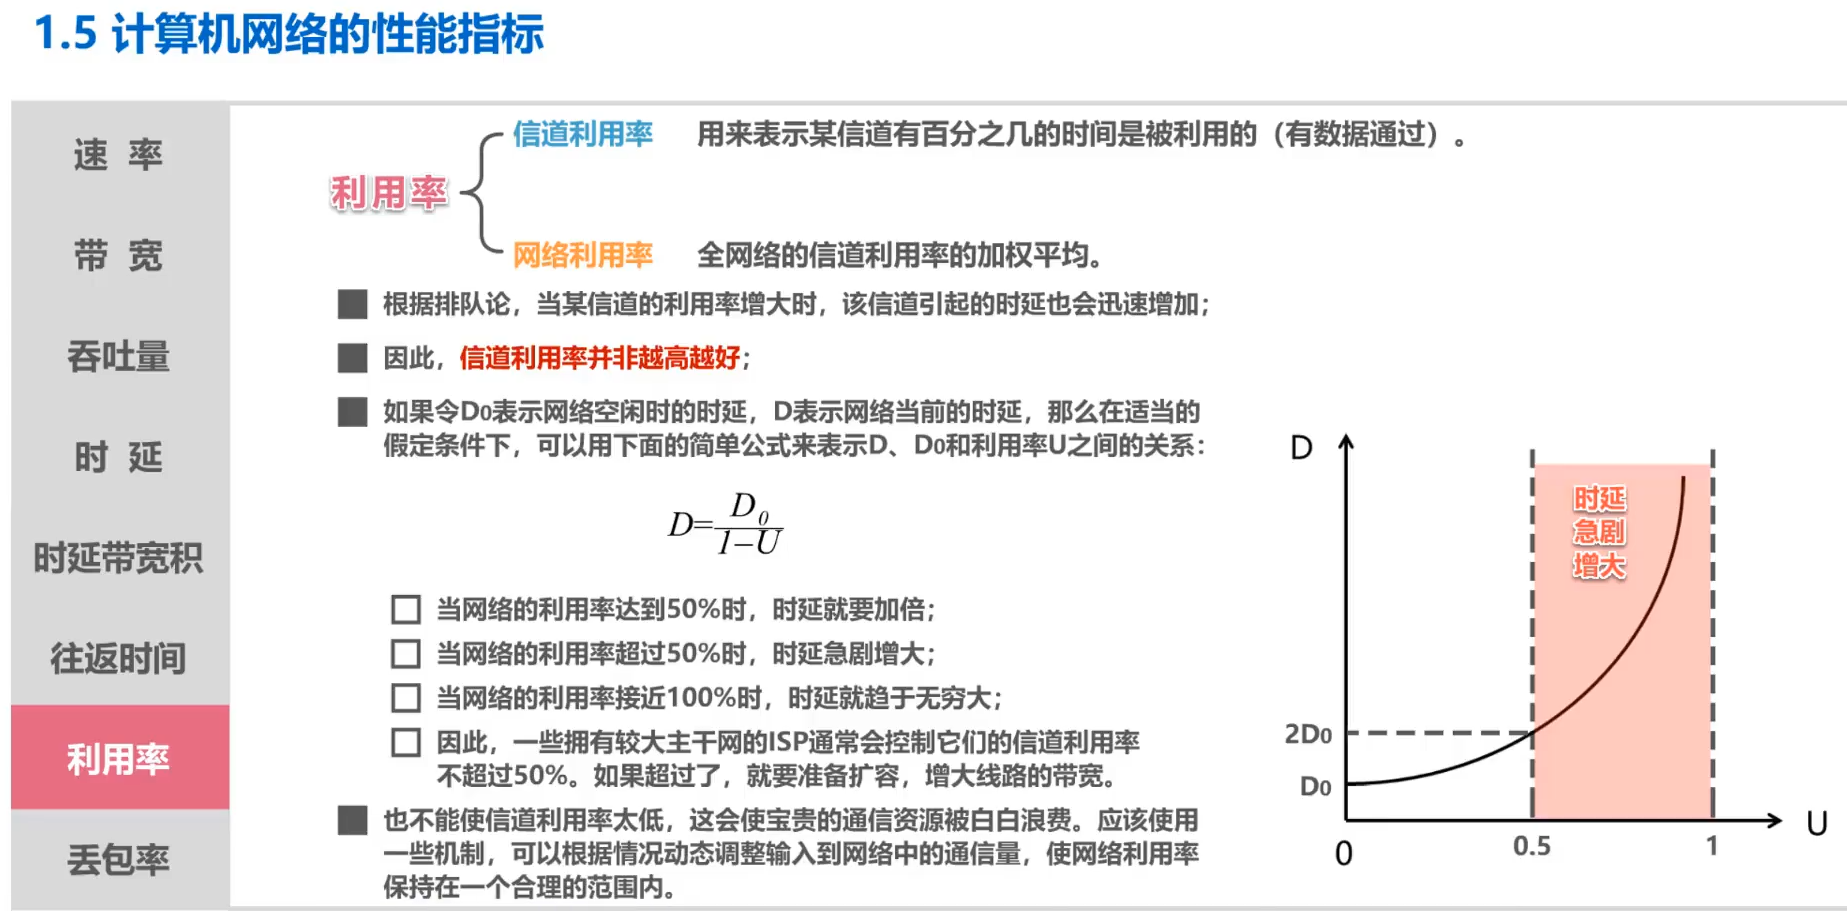 1.5 计算机网络的性能指标
速 率
带 宽
吞吐量
时 延
时延带宽积
往返时间
利用率
丢包率
利用率
信道利用率 用来表示某信道有百分之几的时间是被利用的（有数据通过）。
网络利用率 全网络的信道利用率的加权平均。
根据排队论，当某信道的利用率增大时，该信道引起的时延也会迅速增加；
因此，信道利用率并非越高越好；
如果令D0表示网络空闲时的时延，D表示网络当前的时延，那么在适当的
假定条件下，可以用下面的简单公式来表示D、D0和利用率U之间的关系：
D=D0/1-U
当网络的利用率达到50%时，时延就要加倍；
当网络的利用率超过50%时，时延急剧增大；
当网络的利用率接近100%时，时延就趋于无穷大；
因此，一些拥有较大主干网的ISP通常会控制它们的信道利用率
不超过50%。如果超过了，就要准备扩容，增大线路的带宽。
也不能使信道利用率太低，这会使宝贵的通信资源被白白浪费。应该使用
一些机制，可以根据情况动态调整输入到网络中的通信量，使网络利用率
保持在一个合理的范围内。
D
时延
急剧
增大
2D0
D0
0
0.5
1
U